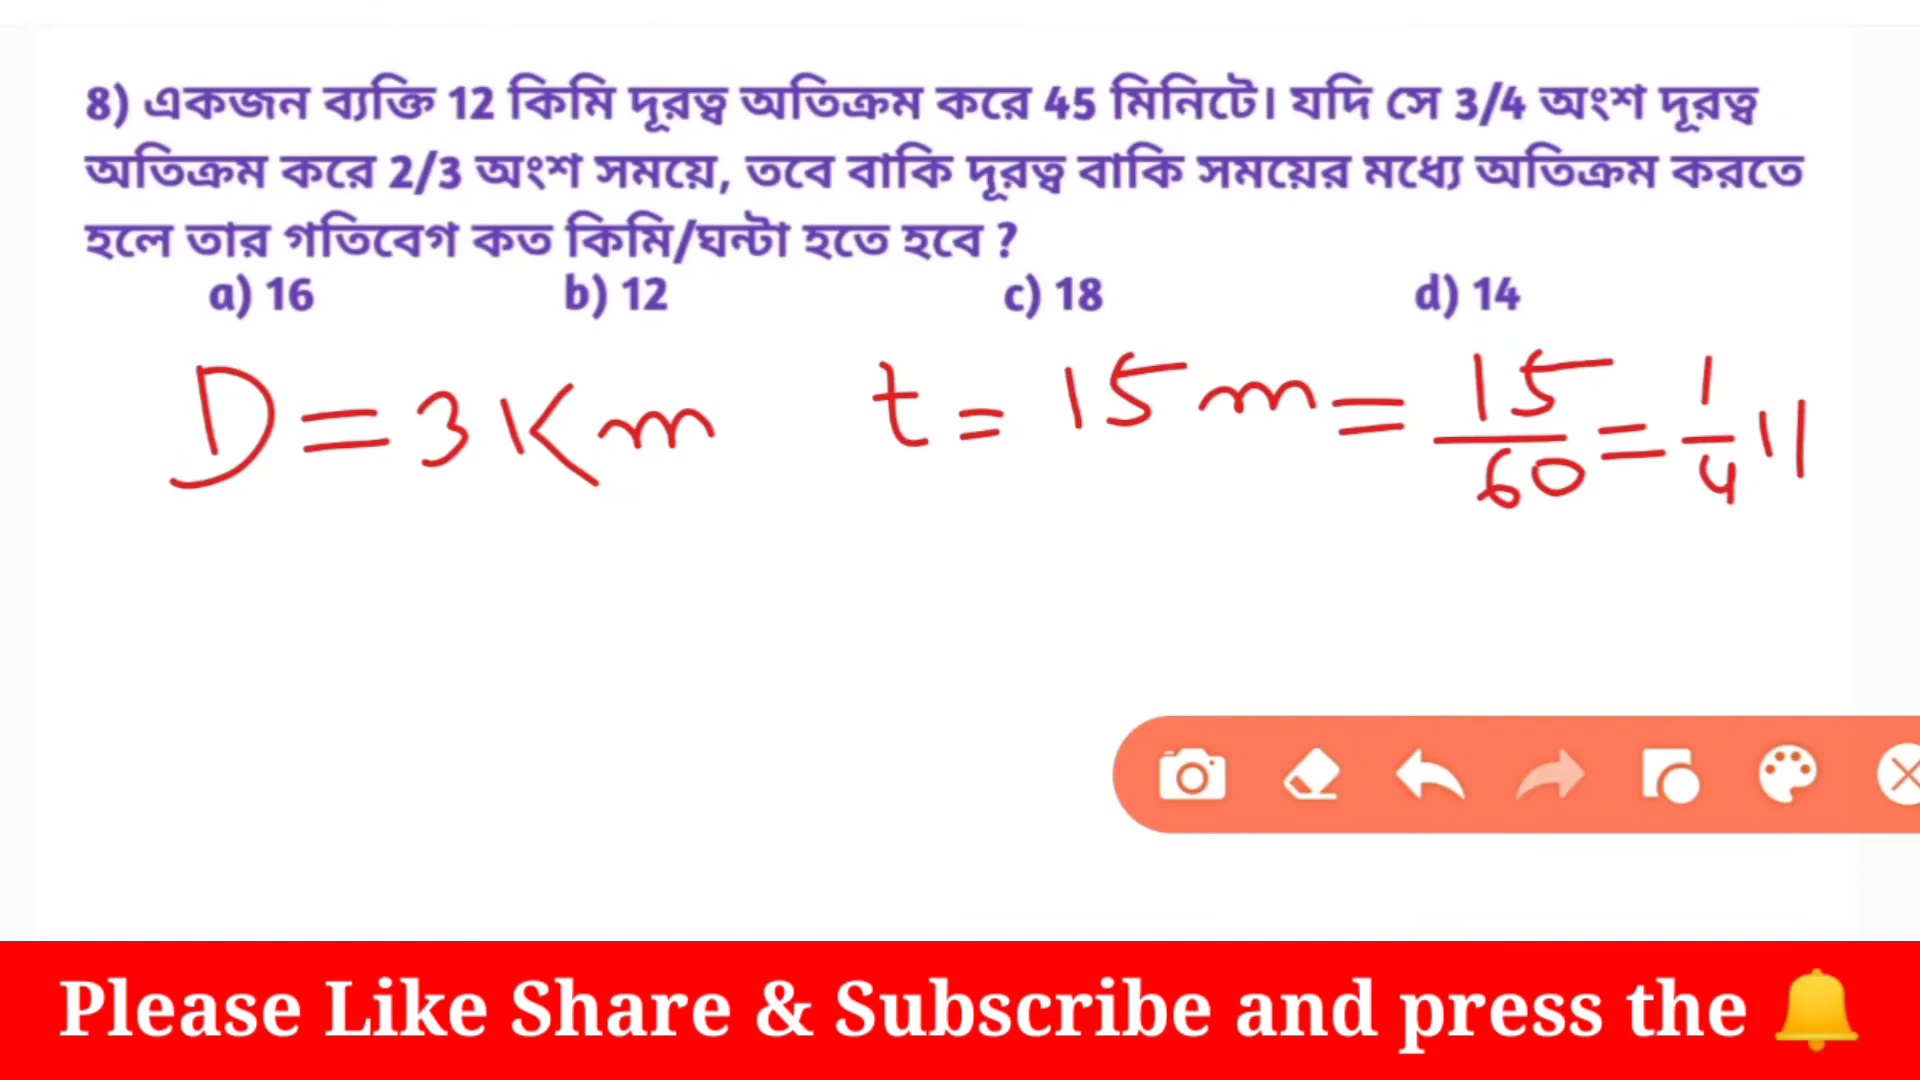 8) একজন ব্যক্তি 12 কিমি দূরত্ব অতিক্রম করে 45 মিনিটে। যদি সে 3/4 অংশ দূরত্ব
অতিক্রম করে 2/3 অংশ সময়ে, তবে বাকি দূরত্ব বাকি সময়ের মধ্যে অতিক্রম করতে
হলে তার গতিবেগ কত কিমি/ঘন্টা হতে হবে ?
a) 16 b) 12 c) 18 d) 14
D = 3 Km t = 15 m = 15/60 = 1/4
Please Like Share & Subscribe and press the 🔔